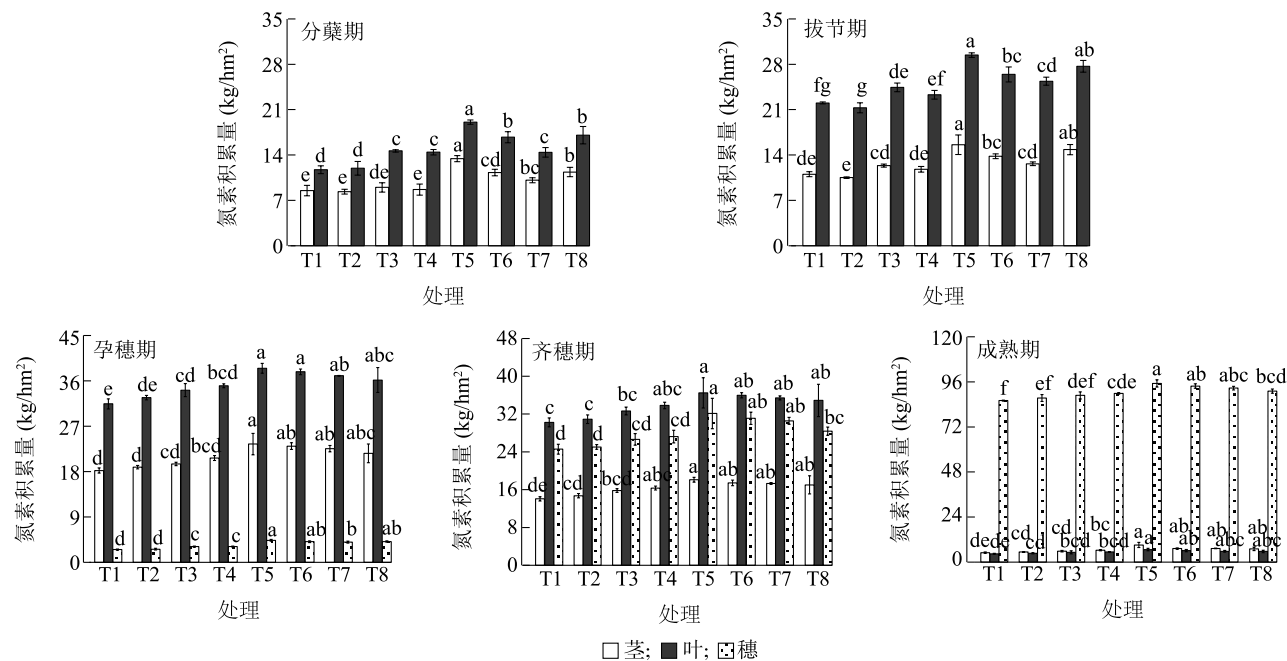 分蘖期
氮素积累量 (kg/hm²)
35
28
21
14
7
0
e d e d de c e c a a cd b bc c b b
T1 T2 T3 T4 T5 T6 T7 T8
处理
拔节期
氮素积累量 (kg/hm²)
35
28
21
14
7
0
de fg e g cd de de ef a a bc bc cd cd ab ab
T1 T2 T3 T4 T5 T6 T7 T8
处理
孕穗期
氮素积累量 (kg/hm²)
45
36
27
18
9
0
d e d d de d cd cd c bcd bcd c a a a ab a ab ab ab b abc abc ab
T1 T2 T3 T4 T5 T6 T7 T8
处理
齐穗期
氮素积累量 (kg/hm²)
48
40
32
24
16
8
0
de c d cd c d bcd bc cd abc abc cd a a a ab ab ab ab ab ab ab ab bc
T1 T2 T3 T4 T5 T6 T7 T8
处理
成熟期
氮素积累量 (kg/hm²)
120
96
72
48
24
0
de de f cd cde ef cd bcd def bc bcd cde a a a ab ab ab ab abc abc ab abc bcd
T1 T2 T3 T4 T5 T6 T7 T8
处理
茎; 叶; 穗